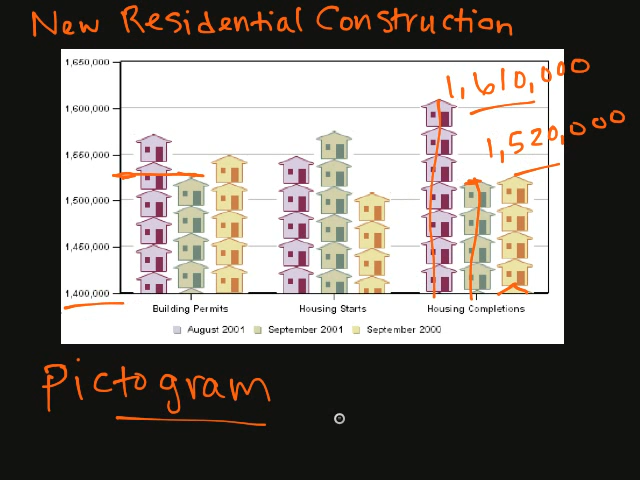 New Residential Construction
1,650,000
1,600,000
1,550,000
1,500,000
1,450,000
1,400,000
1,610,000
1,520,000
Building Permits
Housing Starts
Housing Completions
August 2001
September 2001
September 2000
Pictogram